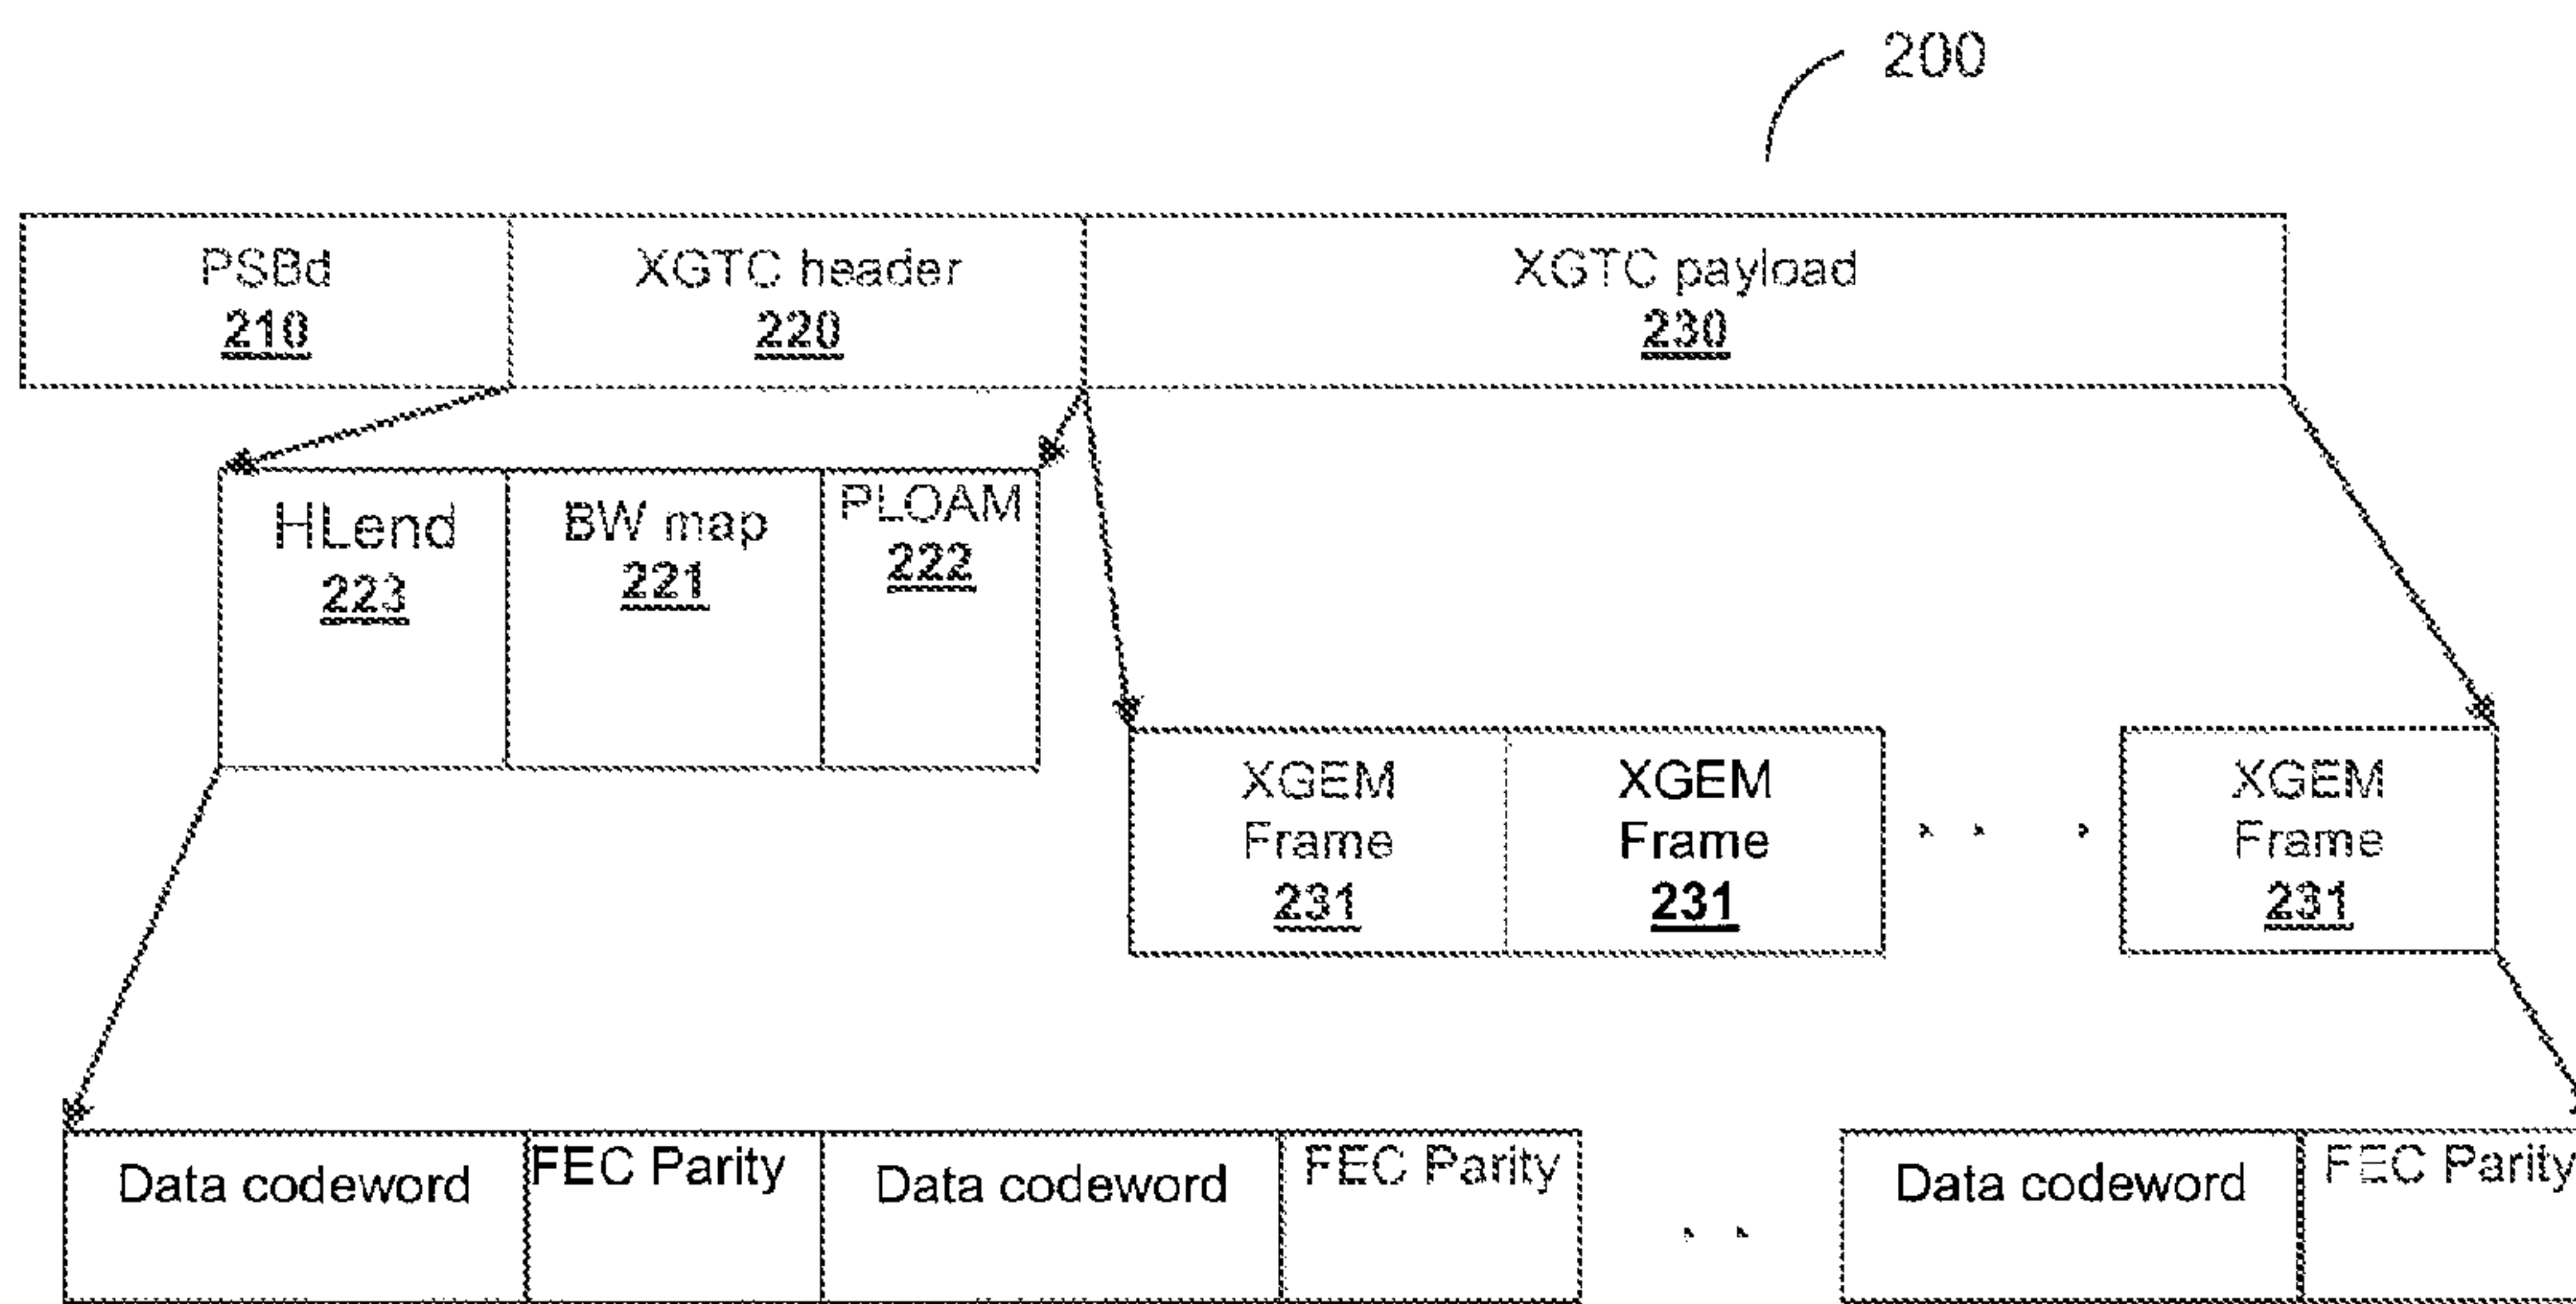 200
PSBd
210
XGTC header
220
XGTC payload
230
HLend
223
BW map
221
PLOAM
222
XGEM
Frame
231
XGEM
Frame
231
XGEM
Frame
231
Data codeword
FEC Parity
Data codeword
FEC Parity
Data codeword
FEC Parity